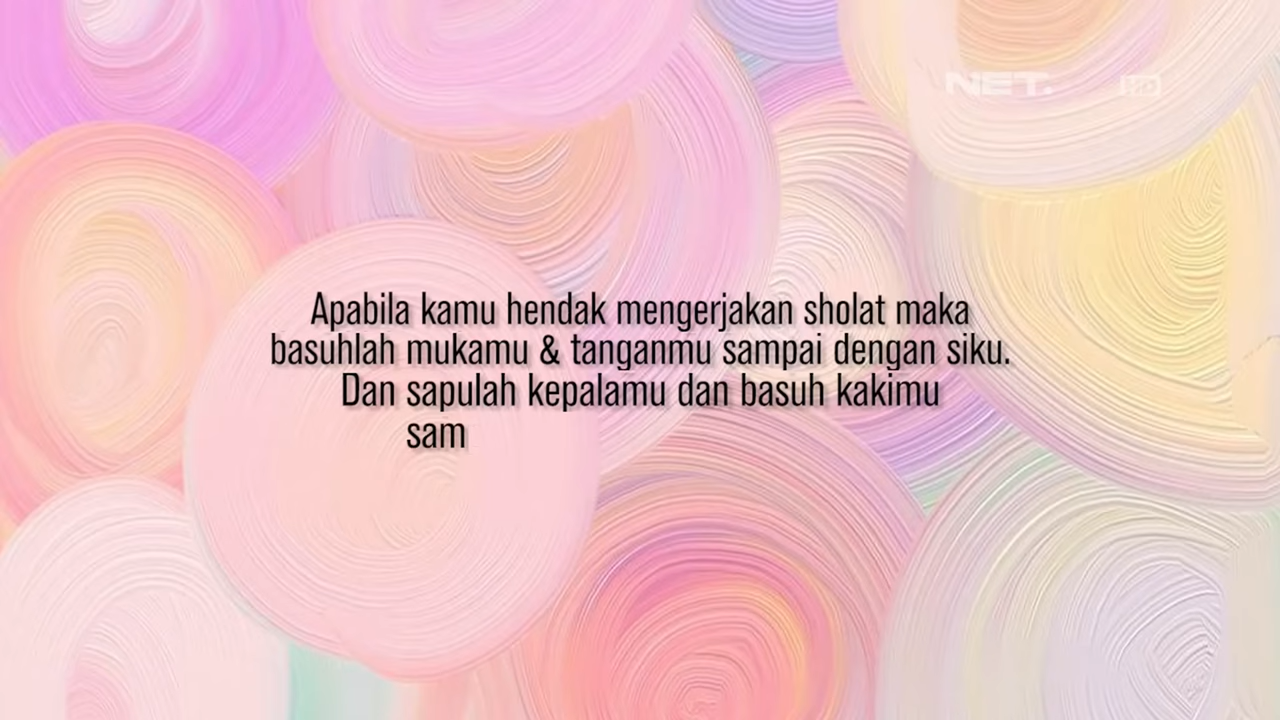 NET. HD
Apabila kamu hendak mengerjakan sholat maka
basuhlah mukamu & tanganmu sampai dengan siku.
Dan sapulah kepalamu dan basuh kakimu
sam